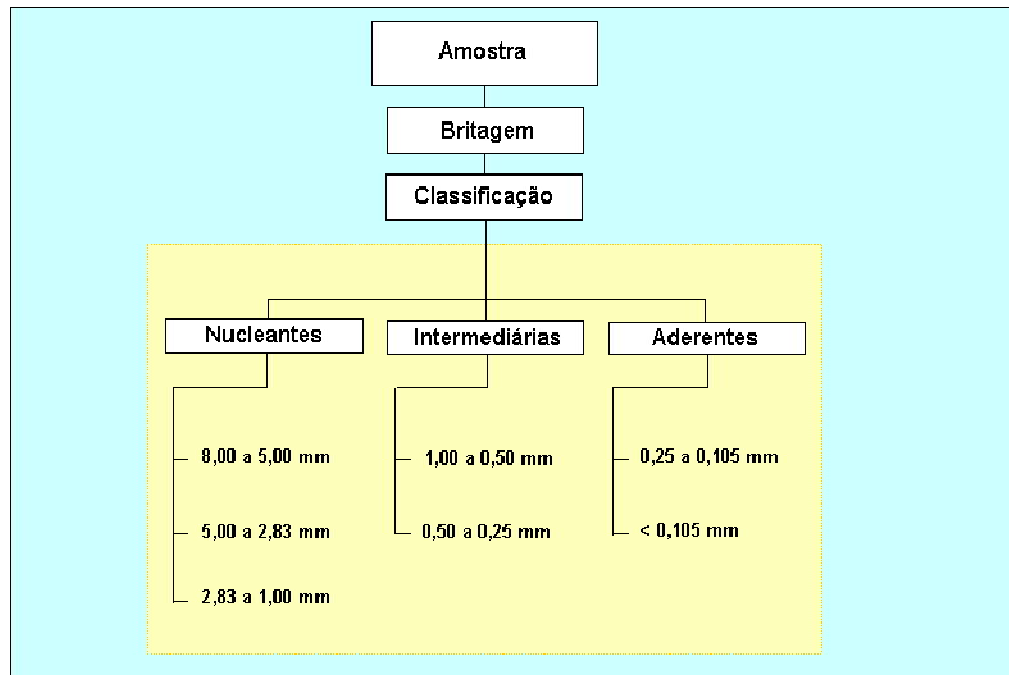 Amostra
Britagem
Classificação
Nucleantes
8,00 a 5,00 mm
5,00 a 2,83 mm
2,83 a 1,00 mm
Intermediárias
1,00 a 0,50 mm
0,50 a 0,25 mm
Aderentes
0,25 a 0,105 mm
< 0,105 mm